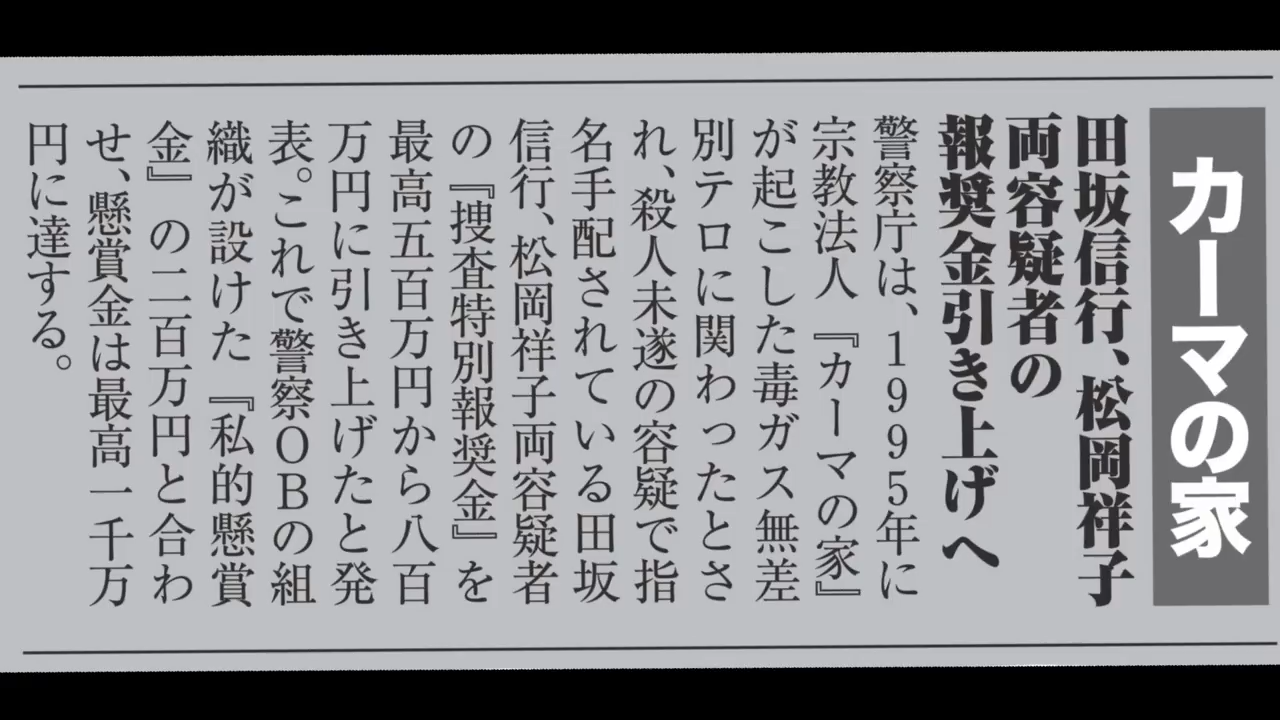 カーマの家
田坂信行、松岡祥子
両容疑者の
報奨金引き上げへ
警察庁は、1995年に
宗教法人『カーマの家』
が起こした毒ガス無差
別テロに関わったとさ
れ、殺人未遂の容疑で指
名手配されている田坂
信行、松岡祥子両容疑者
の『捜査特別報奨金』を
最高五百万円から八百
万円に引き上げたと発
表。これで警察OBの組
織が設けた『私的懸賞
金』の二百万円と合わ
せ、懸賞金は最高一千万
円に達する。